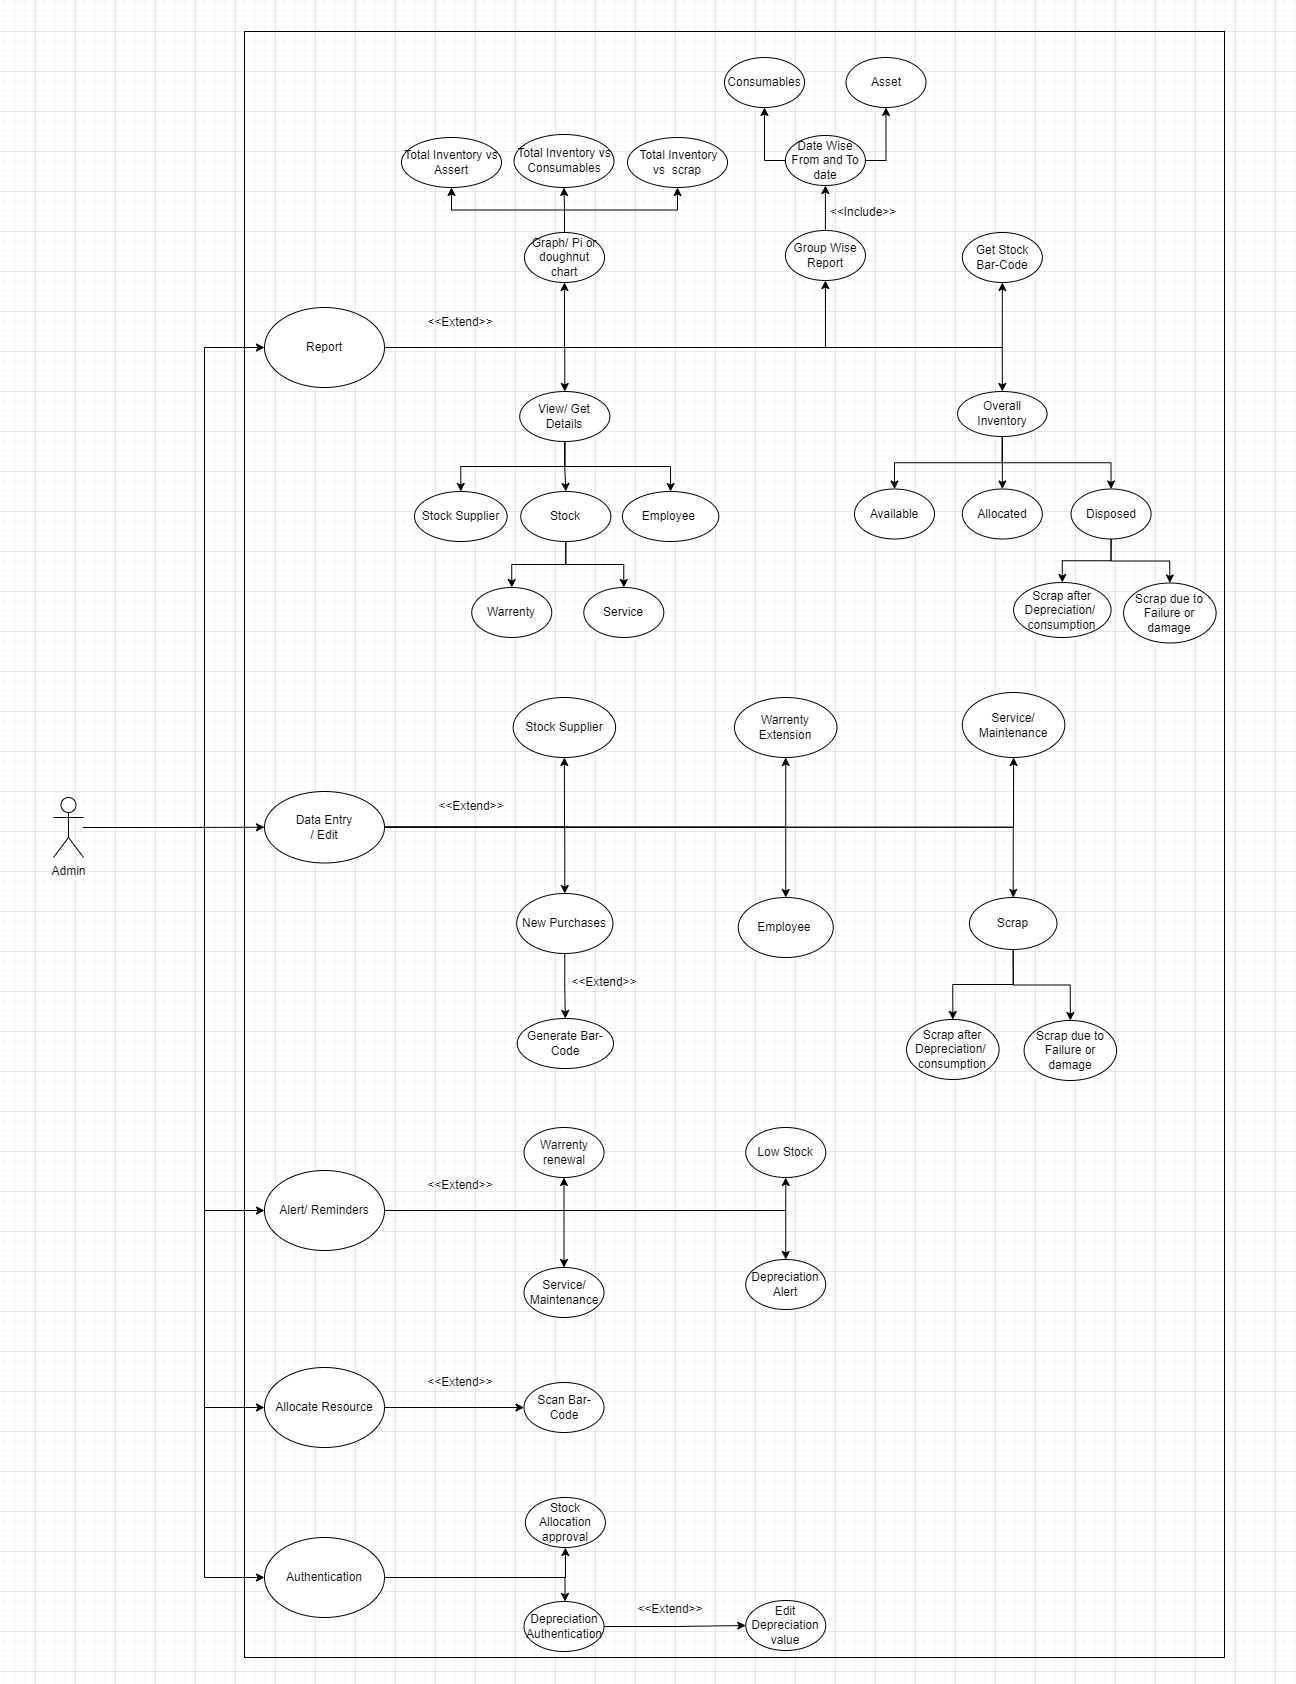 Consumables
Asset
Total Inventory vs
Assert
Total Inventory vs
Consumables
Total Inventory
vs scrap
Date Wise
From and To
date
<<Include>>
Graph/ Pi or
doughnut
chart
Group Wise
Report
Get Stock
Bar-Code
<<Extend>>
Report
View/ Get
Details
Overall
Inventory
Stock Supplier
Stock
Employee
Available
Allocated
Disposed
Warrenty
Service
Scrap after
Depreciation/
consumption
Scrap due to
Failure or
damage
Stock Supplier
Warrenty
Extension
Service/
Maintenance
<<Extend>>
Data Entry
/ Edit
Admin
New Purchases
Employee
Scrap
<<Extend>>
Generate Bar-
Code
Scrap after
Depreciation/
consumption
Scrap due to
Failure or
damage
Warrenty
renewal
Low Stock
<<Extend>>
Alert/ Reminders
Service/
Maintenance
Depreciation
Alert
<<Extend>>
Allocate Resource
Scan Bar-
Code
Stock
Allocation
approval
Authentication
Depreciation
Authentication
<<Extend>>
Edit
Depreciation
value